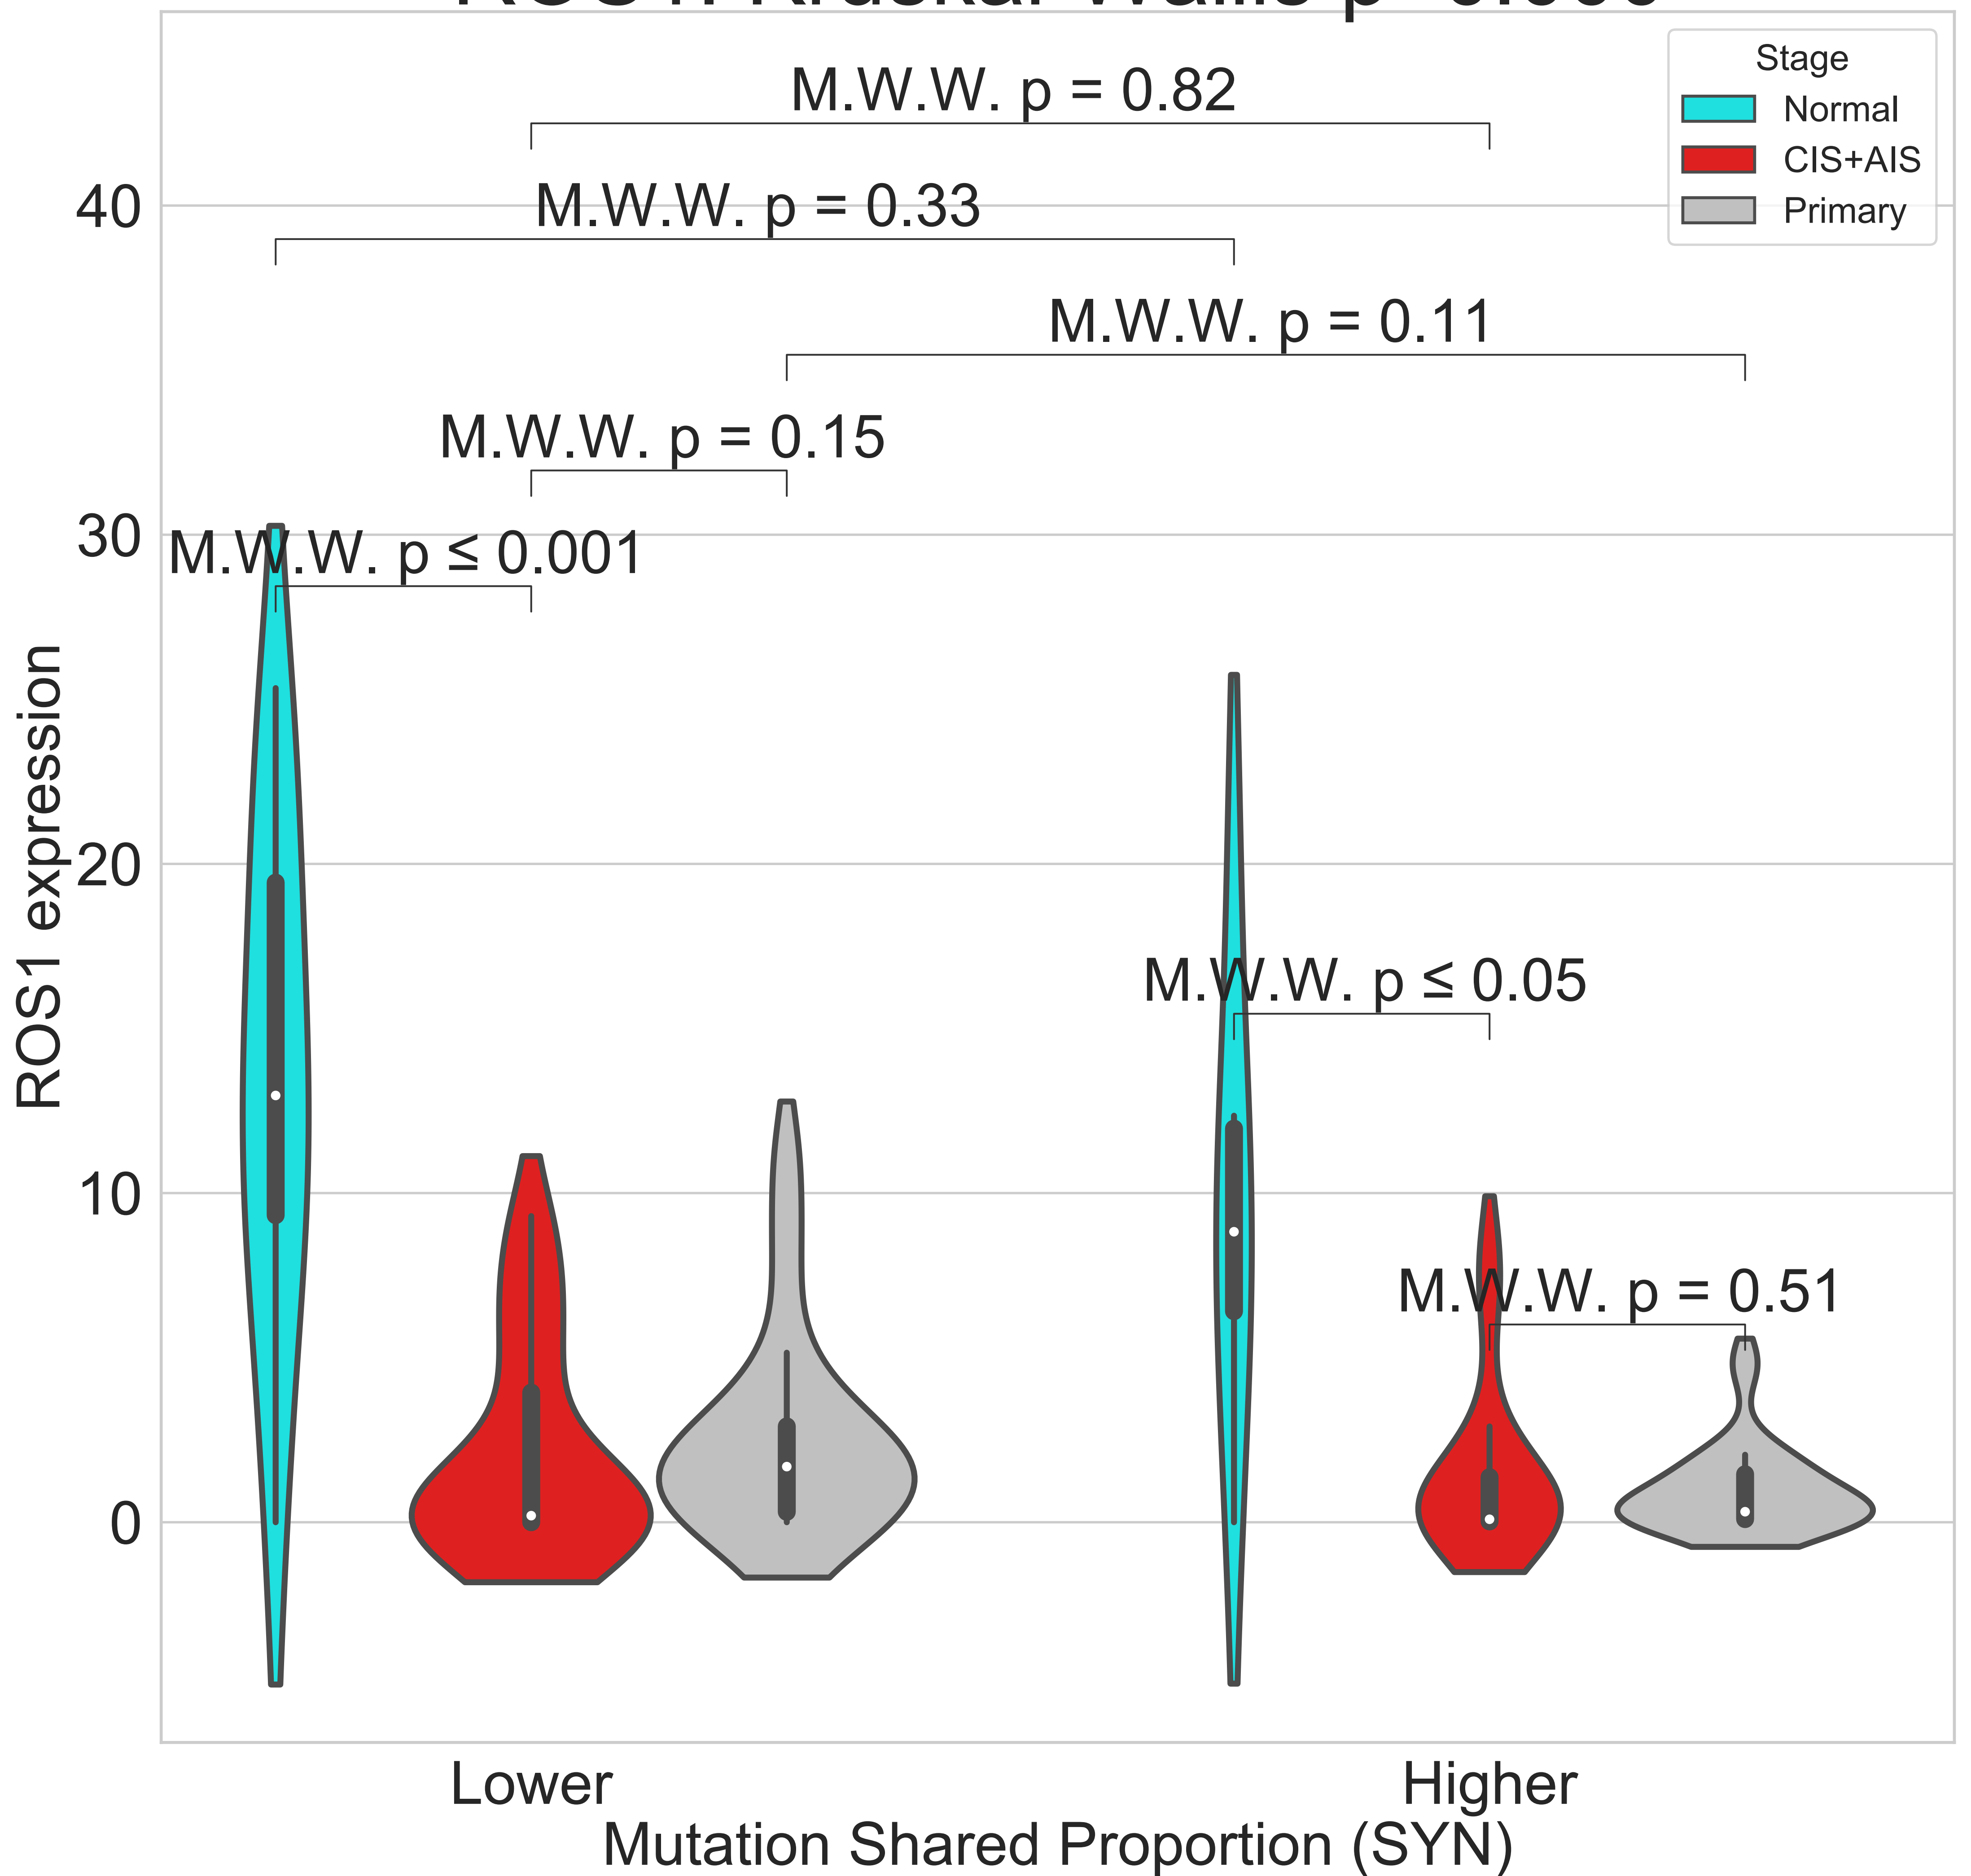 Stage
Normal
CIS+AIS
Primary
M.W.W. p = 0.82
M.W.W. p = 0.33
M.W.W. p = 0.11
M.W.W. p = 0.15
M.W.W. p ≤ 0.001
M.W.W. p ≤ 0.05
M.W.W. p = 0.51
40
30
20
10
0
ROS1 expression
Lower
Higher
Mutation Shared Proportion (SYN)